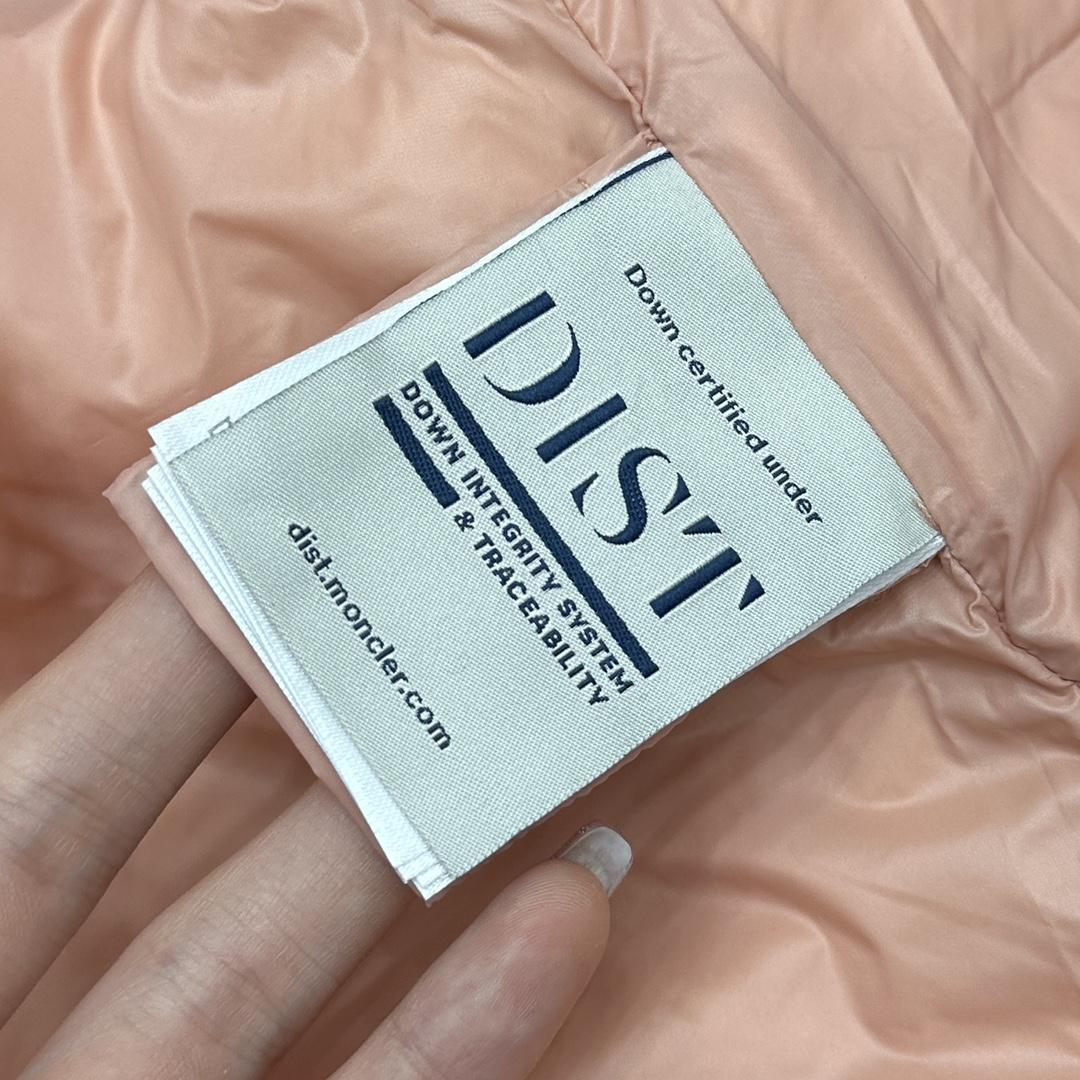 Down certified under
DIST
DOWN INTEGRITY SYSTEM
& TRACEABILITY
dist.moncler.com